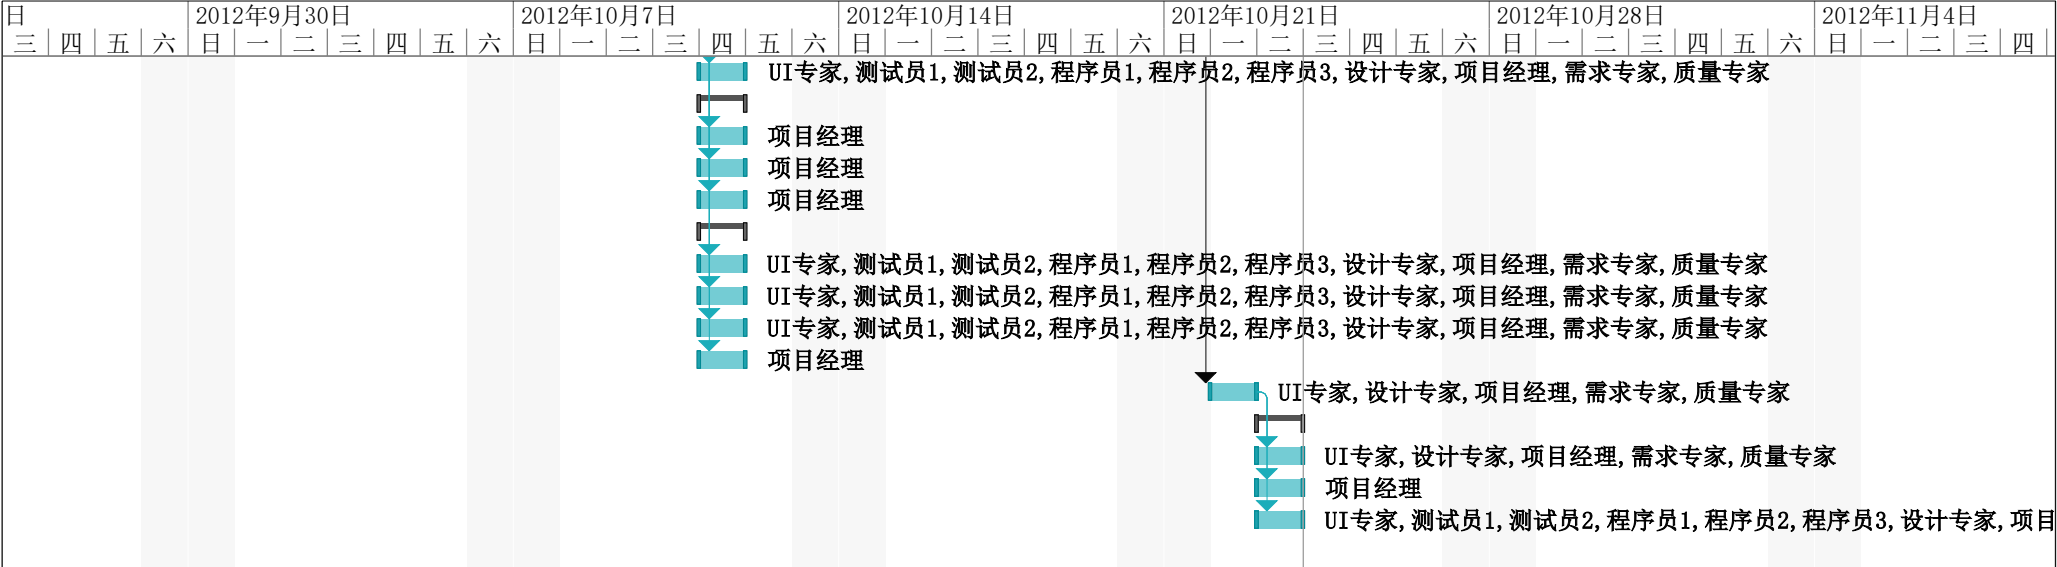 日 2012年9月30日 2012年10月7日 2012年10月14日 2012年10月21日 2012年10月28日 2012年11月4日
三 四 五 六 日 一 二 三 四 五 六 日 一 二 三 四 五 六 日 一 二 三 四 五 六 日 一 二 三 四 五 六 日 一 二 三 四 五 六 日 一 二 三 四
UI专家,测试员1,测试员2,程序员1,程序员2,程序员3,设计专家,项目经理,需求专家,质量专家
项目经理
项目经理
项目经理
UI专家,测试员1,测试员2,程序员1,程序员2,程序员3,设计专家,项目经理,需求专家,质量专家
UI专家,测试员1,测试员2,程序员1,程序员2,程序员3,设计专家,项目经理,需求专家,质量专家
UI专家,测试员1,测试员2,程序员1,程序员2,程序员3,设计专家,项目经理,需求专家,质量专家
项目经理
UI专家,设计专家,项目经理,需求专家,质量专家
UI专家,设计专家,项目经理,需求专家,质量专家
项目经理
UI专家,测试员1,测试员2,程序员1,程序员2,程序员3,设计专家,项目